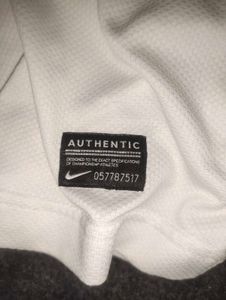 AUTHENTIC
DESIGNED TO THE EXACT SPECIFICATIONS
OF CHAMPIONSHIP ATHLETES
057787517